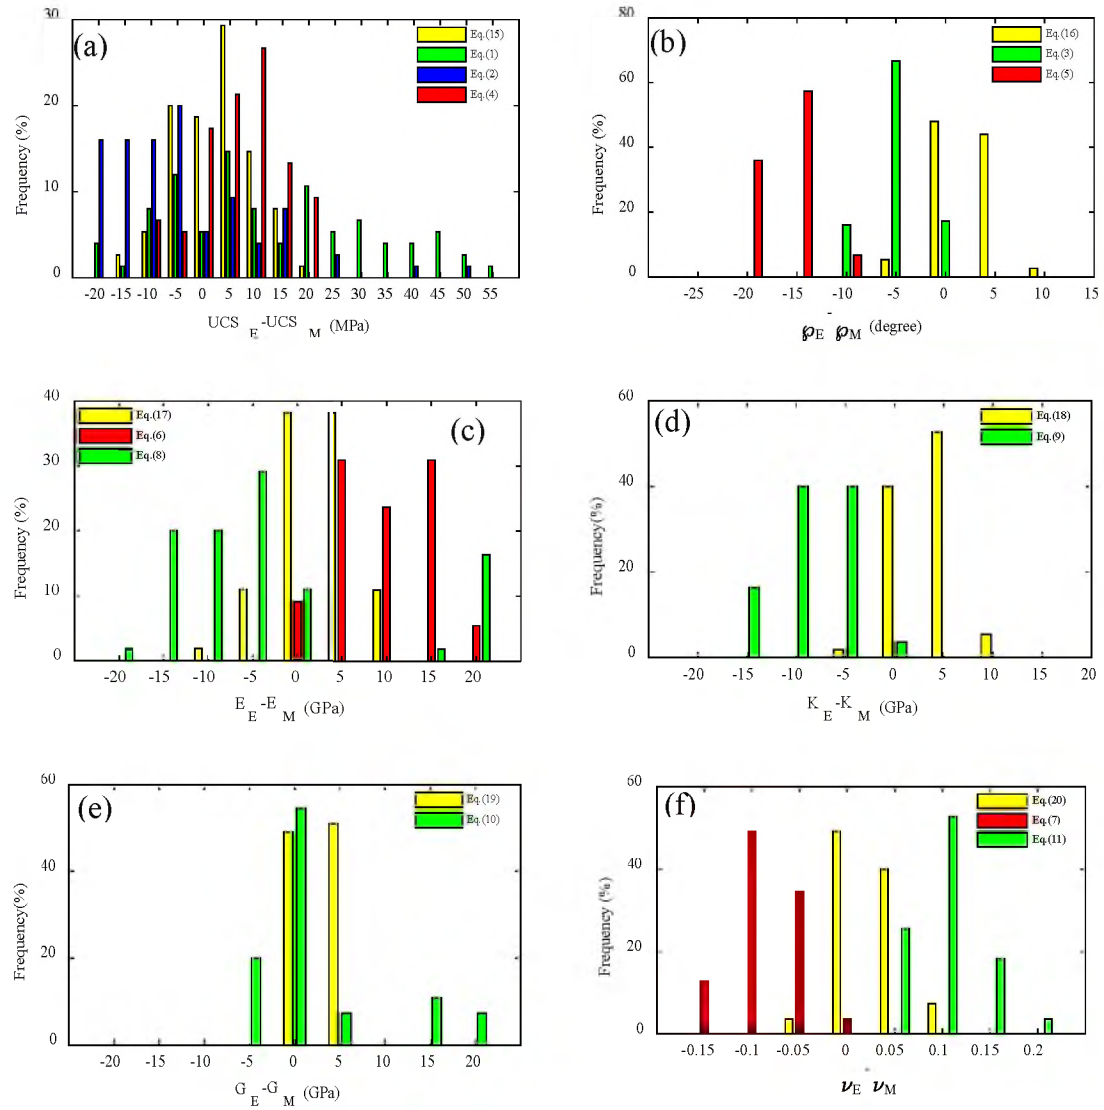 (a)
30
20
10
0
Frequency (%)
Eq.(15)
Eq.(1)
Eq.(2)
Eq.(4)
-20 -15 -10 -5 0 5 10 15 20 25 30 35 40 45 50 55
UCS E-UCS M (MPa)
(b)
80
60
40
20
0
Frequency (%)
Eq.(16)
Eq.(3)
Eq.(5)
-25 -20 -15 -10 -5 0 5 10 15
℘E-℘M (degree)
(c)
40
30
20
10
0
Frequency (%)
Eq.(17)
Eq.(6)
Eq.(8)
-20 -15 -10 -5 0 5 10 15 20
E E-E M (GPa)
(d)
60
40
20
0
Frequency(%)
Eq.(18)
Eq.(9)
-20 -15 -10 -5 0 5 10 15 20
K E-K M (GPa)
(e)
60
40
20
0
Frequency(%)
Eq.(19)
Eq.(10)
-20 -15 -10 -5 0 5 10 15 20
G E-G M (GPa)
(f)
60
40
20
0
Frequency (%)
Eq.(20)
Eq.(7)
Eq.(11)
-0.15 -0.1 -0.05 0 0.05 0.1 0.15 0.2
νE-νM